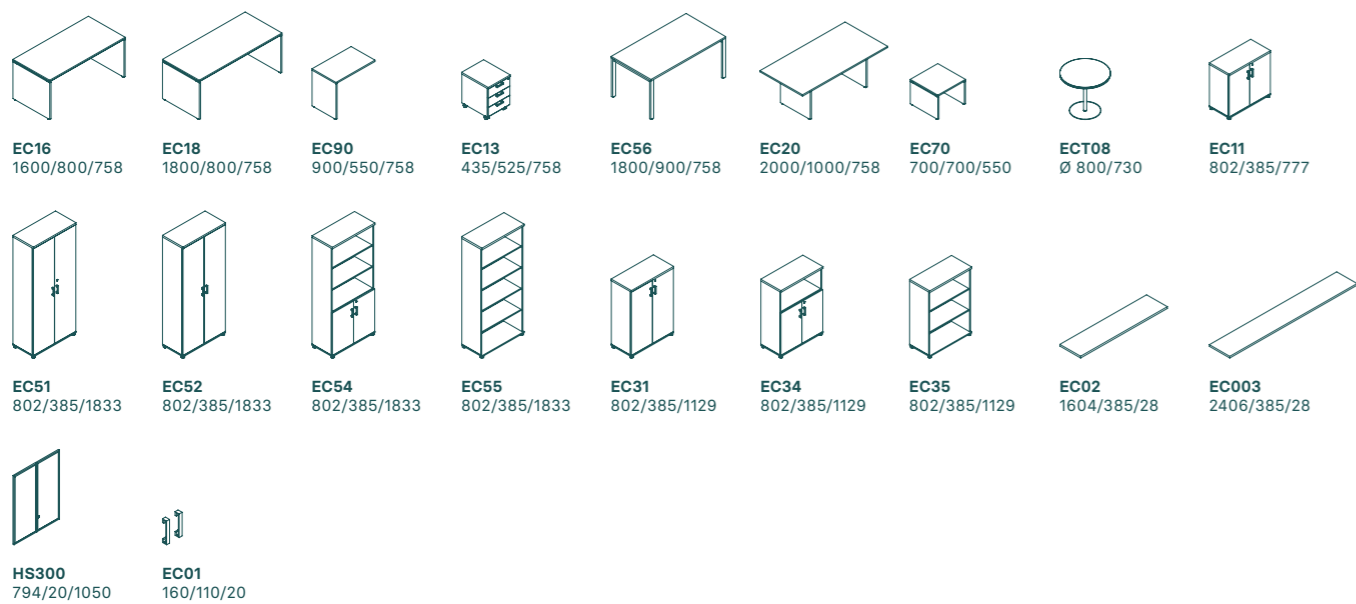 EC16
1600/800/758
EC18
1800/800/758
EC90
900/550/758
EC13
435/525/758
EC56
1800/900/758
EC20
2000/1000/758
EC70
700/700/550
ECT08
Ø 800/730
EC11
802/385/777
EC51
802/385/1833
EC52
802/385/1833
EC54
802/385/1833
EC55
802/385/1833
EC31
802/385/1129
EC34
802/385/1129
EC35
802/385/1129
EC02
1604/385/28
EC003
2406/385/28
HS300
794/20/1050
EC01
160/110/20